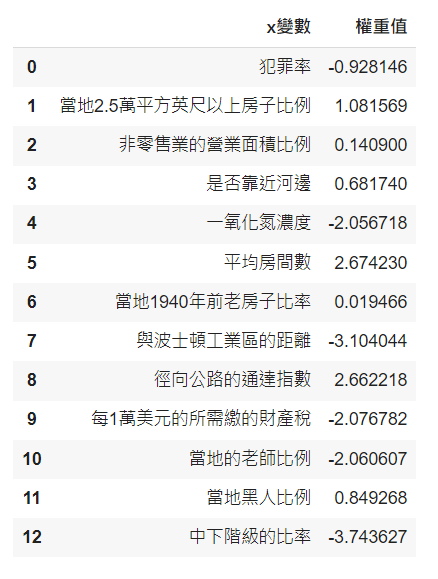 x變數 權重值
0 犯罪率 -0.928146
1 當地2.5萬平方英尺以上房子比例 1.081569
2 非零售業的營業面積比例 0.140900
3 是否靠近河邊 0.681740
4 一氧化氮濃度 -2.056718
5 平均房間數 2.674230
6 當地1940年前老房子比率 0.019466
7 與波士頓工業區的距離 -3.104044
8 徑向公路的通達指數 2.662218
9 每1萬美元的所需繳的財產稅 -2.076782
10 當地的老師比例 -2.060607
11 當地黑人比例 0.849268
12 中下階級的比率 -3.743627